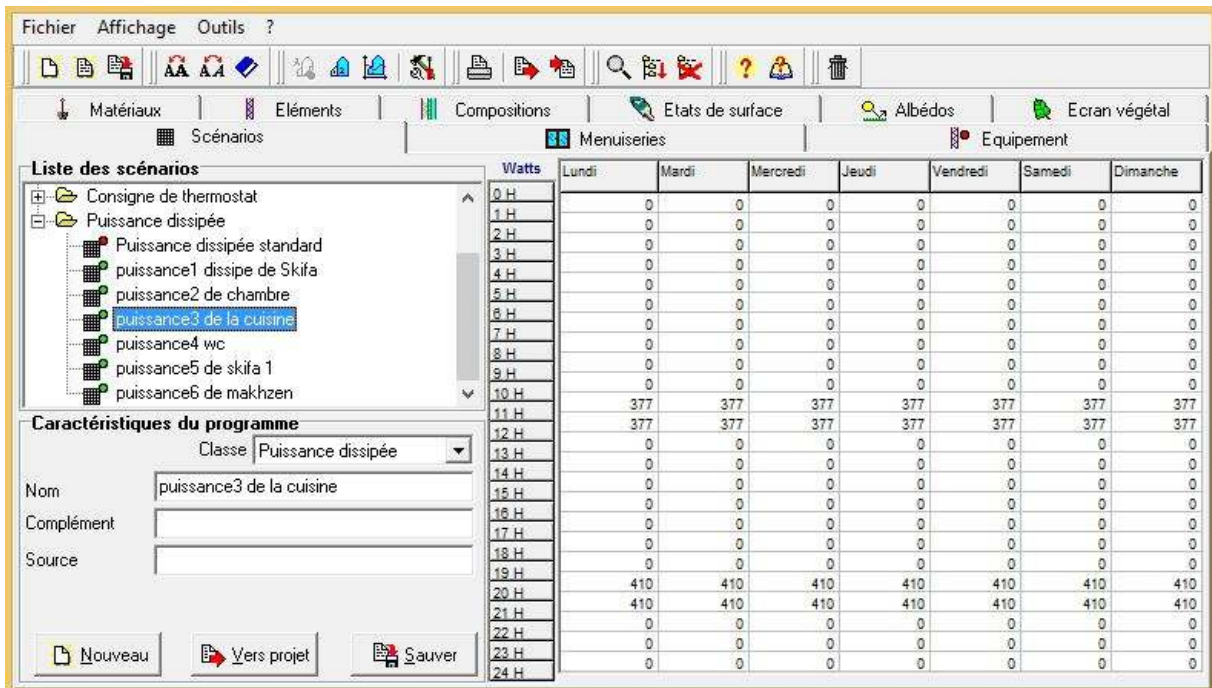 Fichier Affichage Outils ?
Matériaux Eléments Compositions Etats de surface Albédos Ecran végétal
Scénarios Menuiseries Equipement
Liste des scénarios
Consigne de thermostat
Puissance dissipée
Puissance dissipée standard
puissance1 dissipe de Skifa
puissance2 de chambre
puissance3 de la cuisine
puissance4 wc
puissance5 de skifa 1
puissance6 de makhzen
Caractéristiques du programme
Classe Puissance dissipée
Nom puissance3 de la cuisine
Complément
Source
Nouveau Vers projet Sauver
Watts Lundi Mardi Mercredi Jeudi Vendredi Samedi Dimanche
0 H
0 0 0 0 0 0 0
1 H
0 0 0 0 0 0 0
2 H
0 0 0 0 0 0 0
3 H
0 0 0 0 0 0 0
4 H
0 0 0 0 0 0 0
5 H
0 0 0 0 0 0 0
6 H
0 0 0 0 0 0 0
7 H
0 0 0 0 0 0 0
8 H
0 0 0 0 0 0 0
9 H
0 0 0 0 0 0 0
10 H
377 377 377 377 377 377 377
11 H
377 377 377 377 377 377 377
12 H
0 0 0 0 0 0 0
13 H
0 0 0 0 0 0 0
14 H
0 0 0 0 0 0 0
15 H
0 0 0 0 0 0 0
16 H
0 0 0 0 0 0 0
17 H
0 0 0 0 0 0 0
18 H
0 0 0 0 0 0 0
19 H
410 410 410 410 410 410 410
20 H
410 410 410 410 410 410 410
21 H
0 0 0 0 0 0 0
22 H
0 0 0 0 0 0 0
23 H
0 0 0 0 0 0 0
24 H